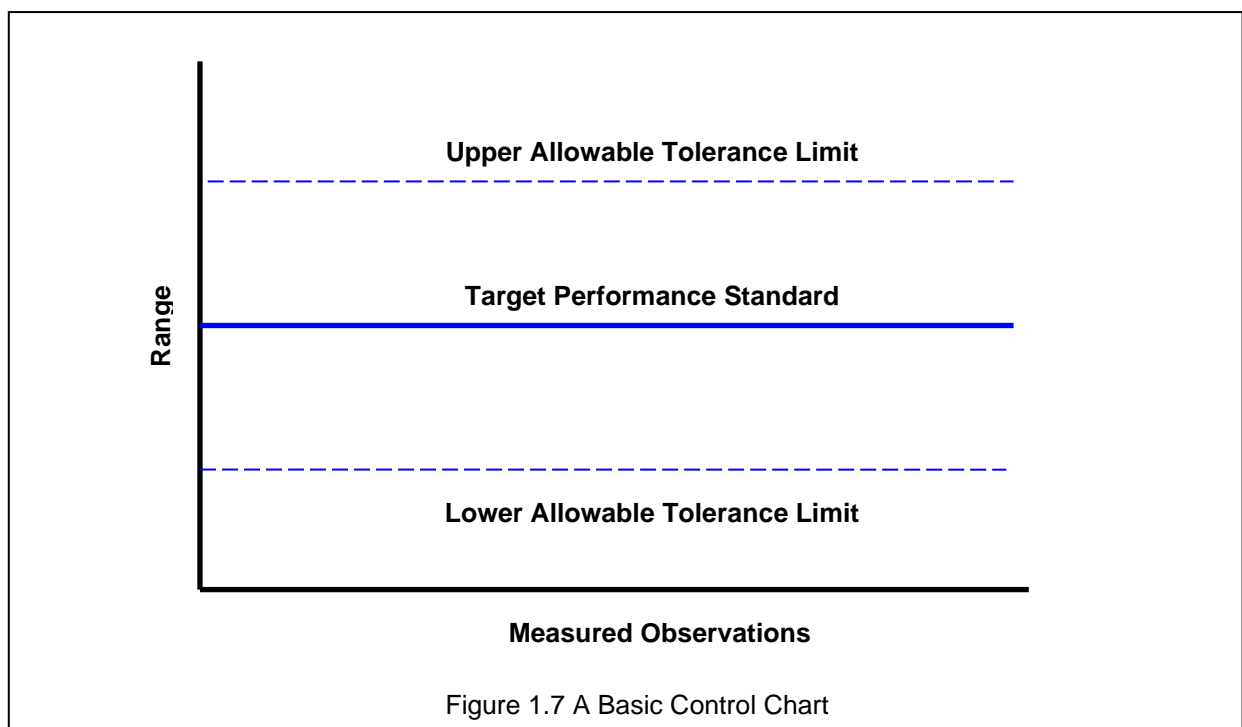 Upper Allowable Tolerance Limit
Target Performance Standard
Range
Lower Allowable Tolerance Limit
Measured Observations
Figure 1.7 A Basic Control Chart